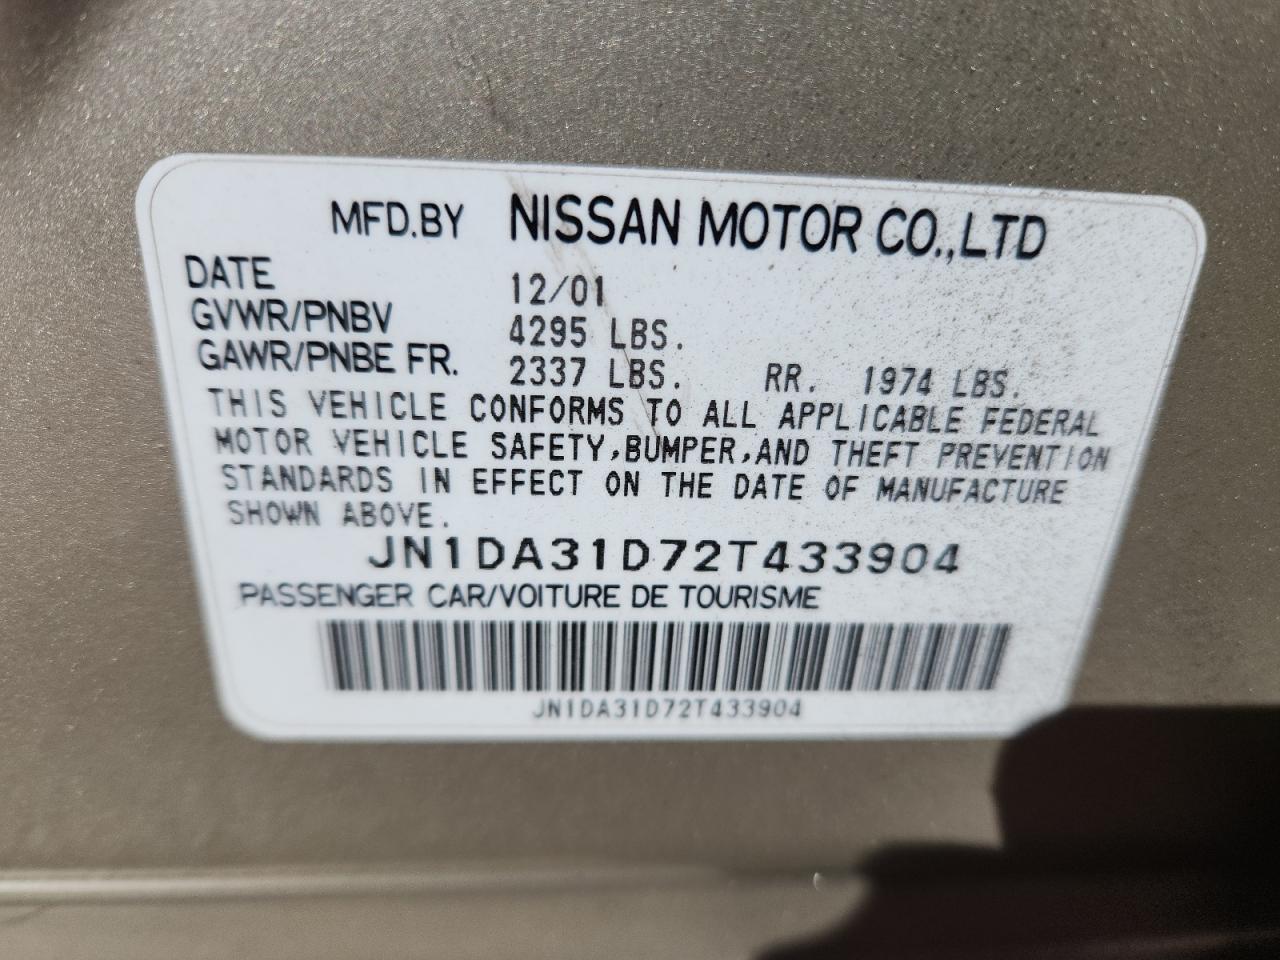 MFD.BY NISSAN MOTOR CO.,LTD
DATE 12/01
GVWR/PNBV 4295 LBS.
GAWR/PNBE FR. 2337 LBS. RR. 1974 LBS.
THIS VEHICLE CONFORMS TO ALL APPLICABLE FEDERAL
MOTOR VEHICLE SAFETY,BUMPER,AND THEFT PREVENTION
STANDARDS IN EFFECT ON THE DATE OF MANUFACTURE
SHOWN ABOVE.
JN1DA31D72T433904
PASSENGER CAR/VOITURE DE TOURISME
JN1DA31D72T433904